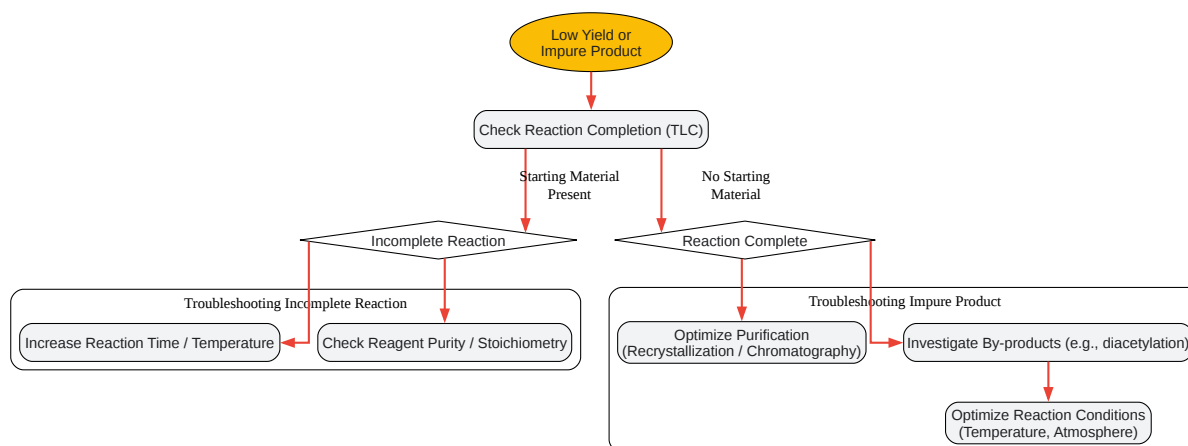 Low Yield or
Impure Product
Check Reaction Completion (TLC)
Starting Material
Present
No Starting
Material
Incomplete Reaction
Reaction Complete
Troubleshooting Incomplete Reaction
Increase Reaction Time / Temperature
Check Reagent Purity / Stoichiometry
Troubleshooting Impure Product
Optimize Purification
(Recrystallization / Chromatography)
Investigate By-products (e.g., diacetylation)
Optimize Reaction Conditions
(Temperature, Atmosphere)